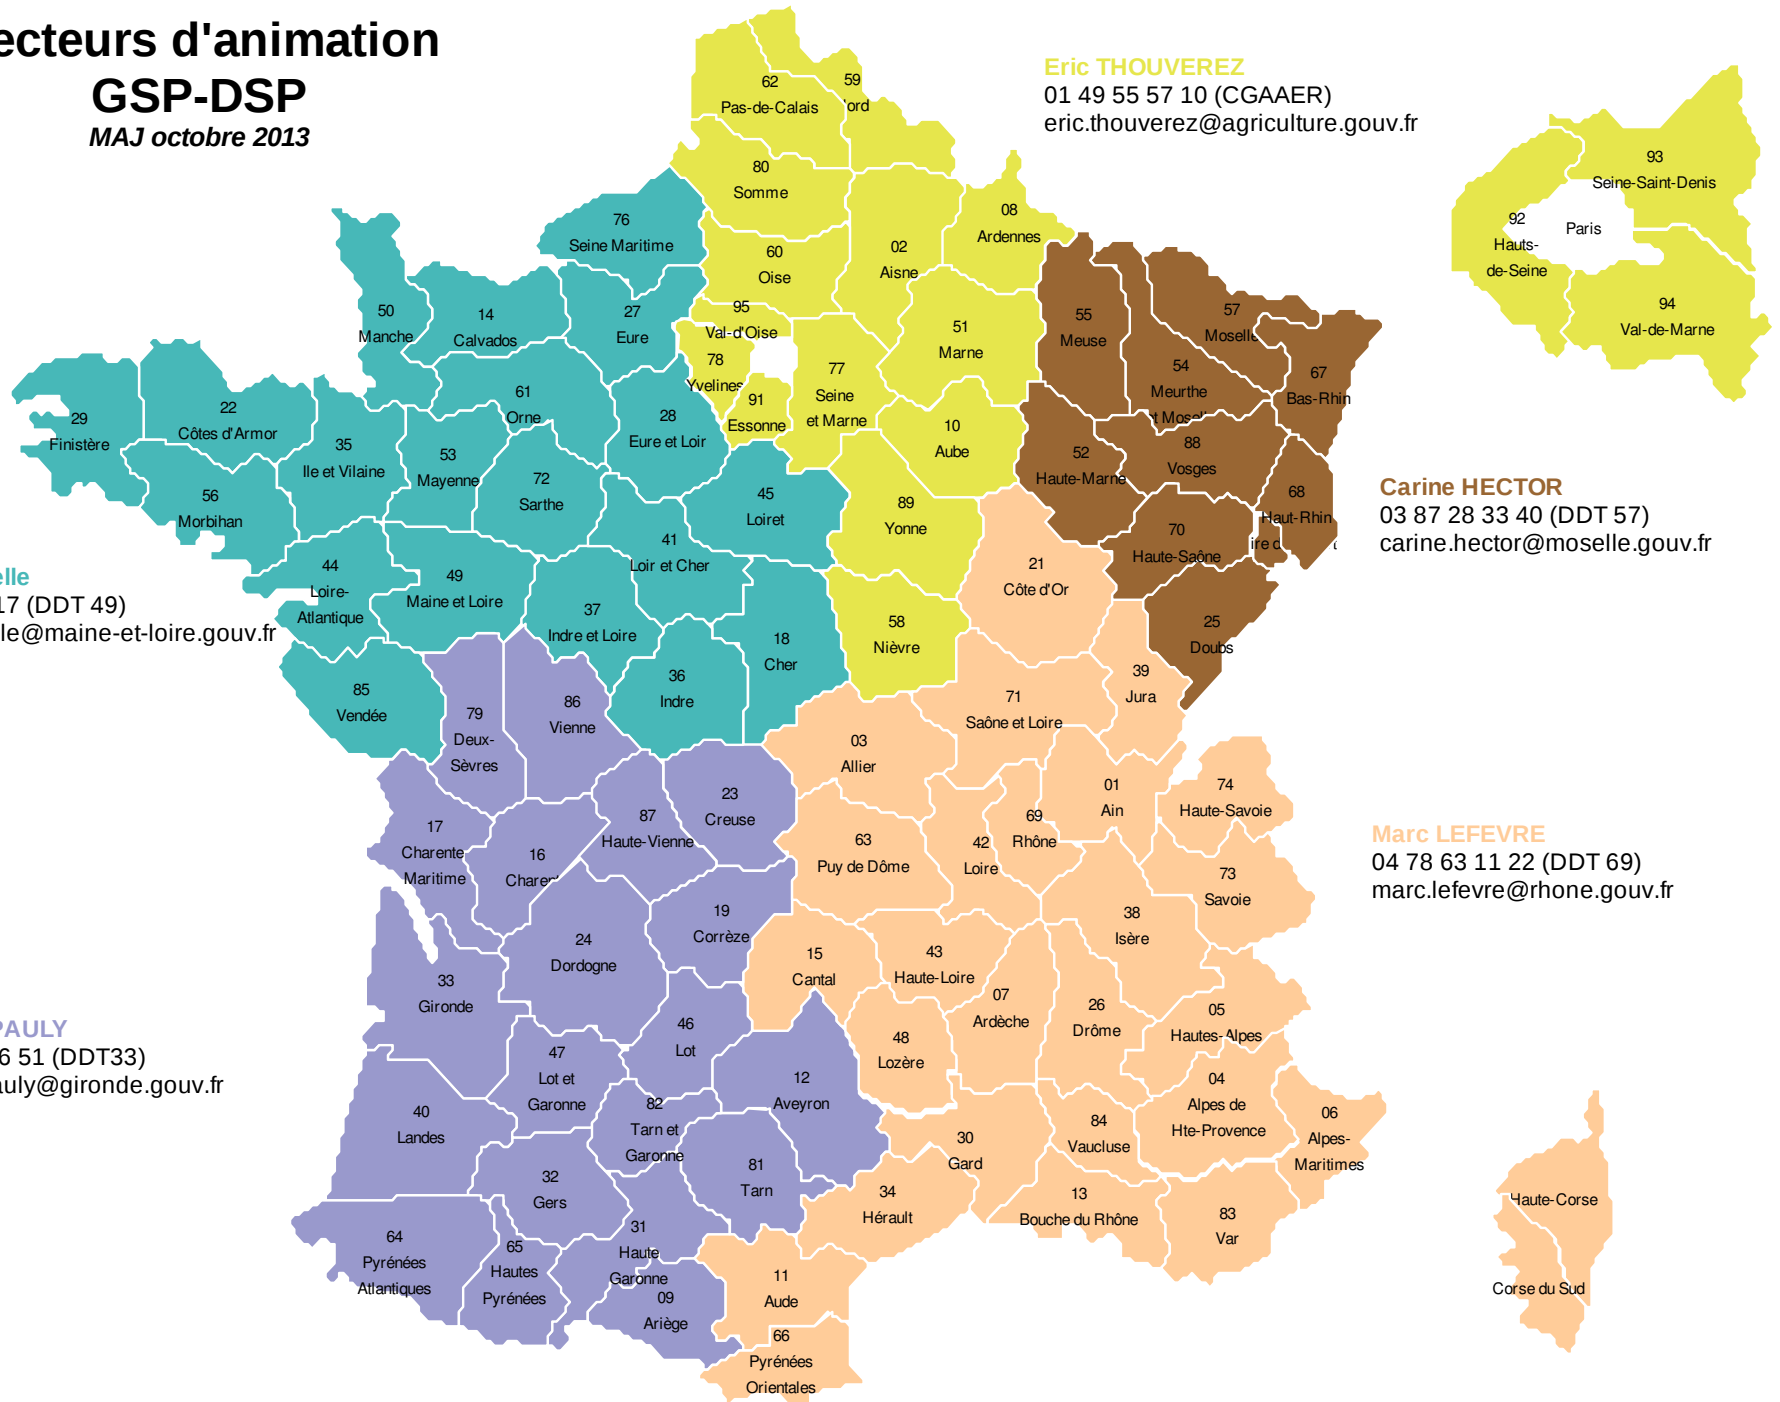 ecteurs d'animation
GSP-DSP
MAJ octobre 2013
Eric THOUVEREZ
01 49 55 57 10 (CGAAER)
eric.thouverez@agriculture.gouv.fr
Carine HECTOR
03 87 28 33 40 (DDT 57)
carine.hector@moselle.gouv.fr
Marc LEFEVRE
04 78 63 11 22 (DDT 69)
marc.lefevre@rhone.gouv.fr
elle
17 (DDT 49)
lle@maine-et-loire.gouv.fr
PAULY
6 51 (DDT33)
auly@gironde.gouv.fr
62
Pas-de-Calais
59
ord
80
Somme
76
Seine Maritime
60
Oise
02
Aisne
08
Ardennes
50
Manche
14
Calvados
27
Eure
95
Val-d'Oise
78
Yvelines
91
Essonne
77
Seine
et Marne
51
Marne
10
Aube
55
Meuse
57
Moselle
54
Meurthe
et Mosel
67
Bas-Rhin
88
Vosges
52
Haute-Marne
68
Haut-Rhin
70
Haute-Saône
ire d
25
Doubs
29
Finistère
22
Côtes d'Armor
56
Morbihan
35
Ile et Vilaine
53
Mayenne
61
Orne
72
Sarthe
28
Eure et Loir
45
Loiret
41
Loir et Cher
44
Loire-
Atlantique
49
Maine et Loire
37
Indre et Loire
36
Indre
18
Cher
85
Vendée
89
Yonne
58
Nièvre
21
Côte d'Or
39
Jura
71
Saône et Loire
79
Deux-
Sèvres
86
Vienne
17
Charente
Maritime
16
Charen
87
Haute-Vienne
23
Creuse
19
Corrèze
24
Dordogne
33
Gironde
03
Allier
63
Puy de Dôme
42
Loire
69
Rhône
01
Ain
74
Haute-Savoie
73
Savoie
38
Isère
15
Cantal
43
Haute-Loire
07
Ardèche
26
Drôme
05
Hautes-Alpes
48
Lozère
46
Lot
47
Lot et
Garonne
82
Tarn et
Garonne
12
Aveyron
81
Tarn
40
Landes
32
Gers
31
Haute
Garonne
64
Pyrénées
Atlantiques
65
Hautes
Pyrénées
09
Ariège
11
Aude
66
Pyrénées
Orientales
34
Hérault
30
Gard
84
Vaucluse
13
Bouche du Rhône
04
Alpes de
Hte-Provence
06
Alpes-
Maritimes
83
Var
Haute-Corse
Corse du Sud
93
Seine-Saint-Denis
92
Hauts-
de-Seine
Paris
94
Val-de-Marne